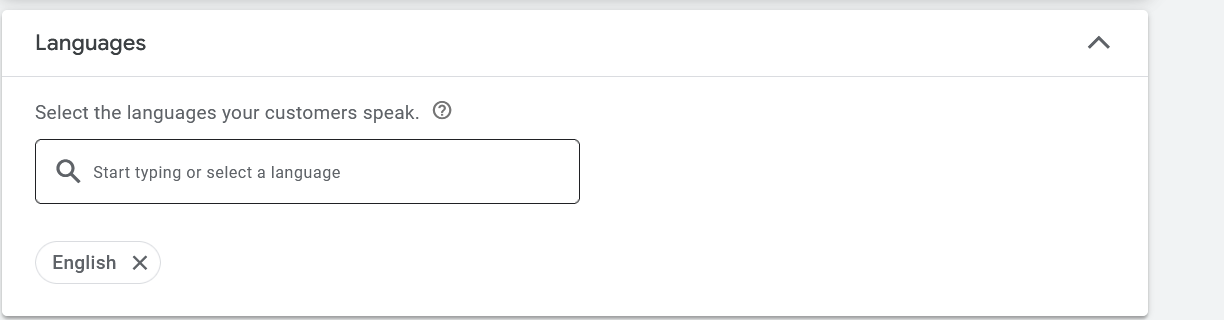 Languages
Select the languages your customers speak.
Start typing or select a language
English